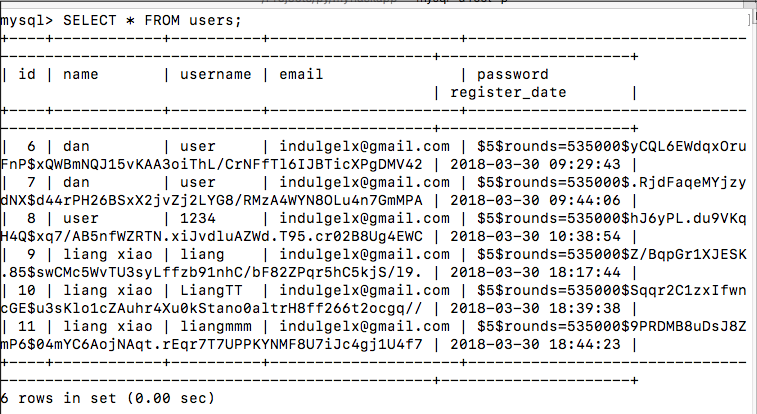 mysql> SELECT * FROM users;
+----+------------+----------+--------------------+-----------------------------
--------------------------------------------+---------------------+
| id | name       | username | email              | password
                                            | register_date       |
+----+------------+----------+--------------------+-----------------------------
--------------------------------------------+---------------------+
|  6 | dan        | user     | indulgelx@gmail.com | $5$rounds=535000$yCQL6EWdqxOru
FnP$xQWBmNQJ15vKAA3oiThL/CrNFfTl6IJBTicXPgDMV42 | 2018-03-30 09:29:43 |
|  7 | dan        | user     | indulgelx@gmail.com | $5$rounds=535000$.RjdFaqeMYjzy
dNX$d44rPH26BSxX2jvZj2LYG8/RMzA4WYN8OLu4n7GmMPA | 2018-03-30 09:44:06 |
|  8 | user       | 1234     | indulgelx@gmail.com | $5$rounds=535000$hJ6yPL.du9VKq
H4Q$xq7/AB5nfWZRTN.xiJvdluAZWd.T95.cr02B8Ug4EWC | 2018-03-30 10:38:54 |
|  9 | liang xiao | liang    | indulgelx@gmail.com | $5$rounds=535000$Z/BqpGr1XJESK
.85$swCMc5WvTU3syLffzb91nhC/bF82ZPqr5hC5kjS/l9. | 2018-03-30 18:17:44 |
| 10 | liang xiao | LiangTT  | indulgelx@gmail.com | $5$rounds=535000$Sqqr2C1zxIfwn
cGE$u3sKlo1cZAuhr4Xu0kStano0altrH8ff266t2ocgq// | 2018-03-30 18:39:38 |
| 11 | liang xiao | liangmmm | indulgelx@gmail.com | $5$rounds=535000$9PRDMB8uDsJ8Z
mP6$04mYC6AojNAqt.rEqr7T7UPPKYNMF8U7iJc4gj1U4f7 | 2018-03-30 18:44:23 |
+----+------------+----------+--------------------+-----------------------------
--------------------------------------------+---------------------+
6 rows in set (0.00 sec)